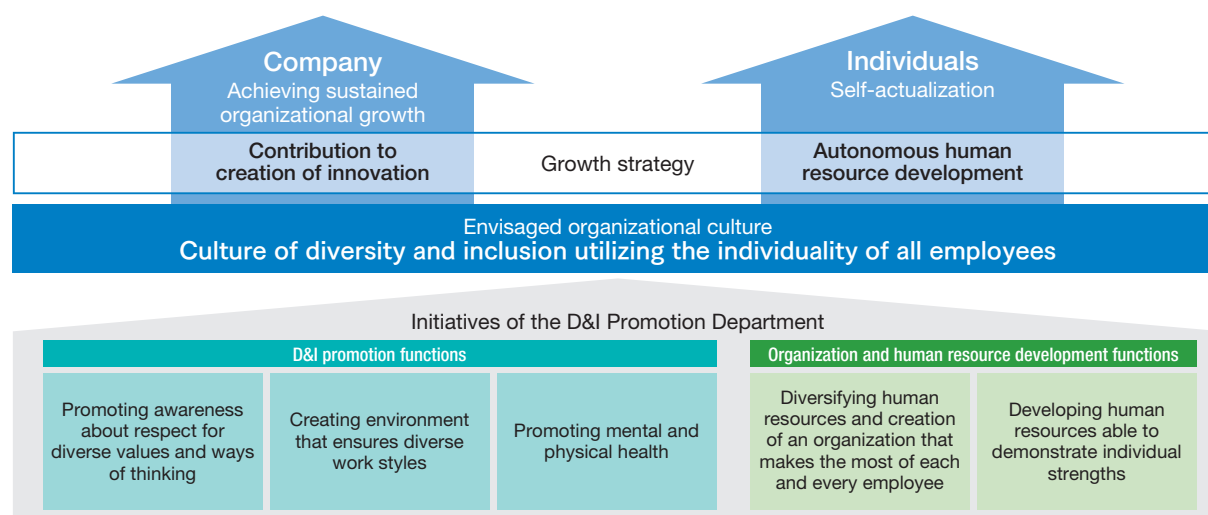 Company
Achieving sustained
organizational growth
Individuals
Self-actualization
Contribution to
creation of innovation
Growth strategy
Autonomous human
resource development
Envisaged organizational culture
Culture of diversity and inclusion utilizing the individuality of all employees
Initiatives of the D&I Promotion Department
D&I promotion functions
Promoting awareness
about respect for
diverse values and ways
of thinking
Creating environment
that ensures diverse
work styles
Promoting mental and
physical health
Organization and human resource development functions
Diversifying human
resources and creation
of an organization that
makes the most of each
and every employee
Developing human
resources able to
demonstrate individual
strengths